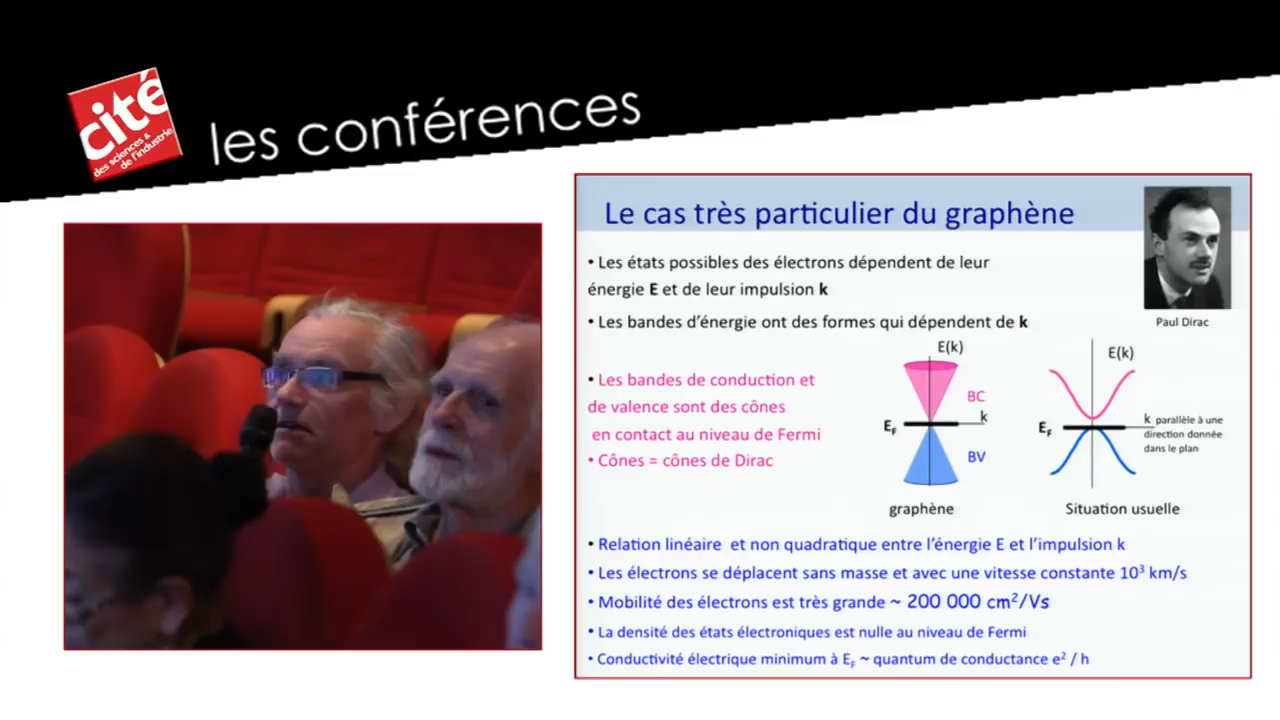 cité
des sciences &
de l'industrie
les conférences
Le cas très particulier du graphène
• Les états possibles des électrons dépendent de leur
énergie E et de leur impulsion k
• Les bandes d'énergie ont des formes qui dépendent de k
Paul Dirac
• Les bandes de conduction et
de valence sont des cônes
en contact au niveau de Fermi
• Cônes = cônes de Dirac
E(k)
BC
k
E_F
BV
graphène
E(k)
E_F
k parallèle à une
direction donnée
dans le plan
Situation usuelle
• Relation linéaire et non quadratique entre l'énergie E et l'impulsion k
• Les électrons se déplacent sans masse et avec une vitesse constante 10³ km/s
• Mobilité des électrons est très grande ~ 200 000 cm²/Vs
• La densité des états électroniques est nulle au niveau de Fermi
• Conductivité électrique minimum à E_F ~ quantum de conductance e² / h